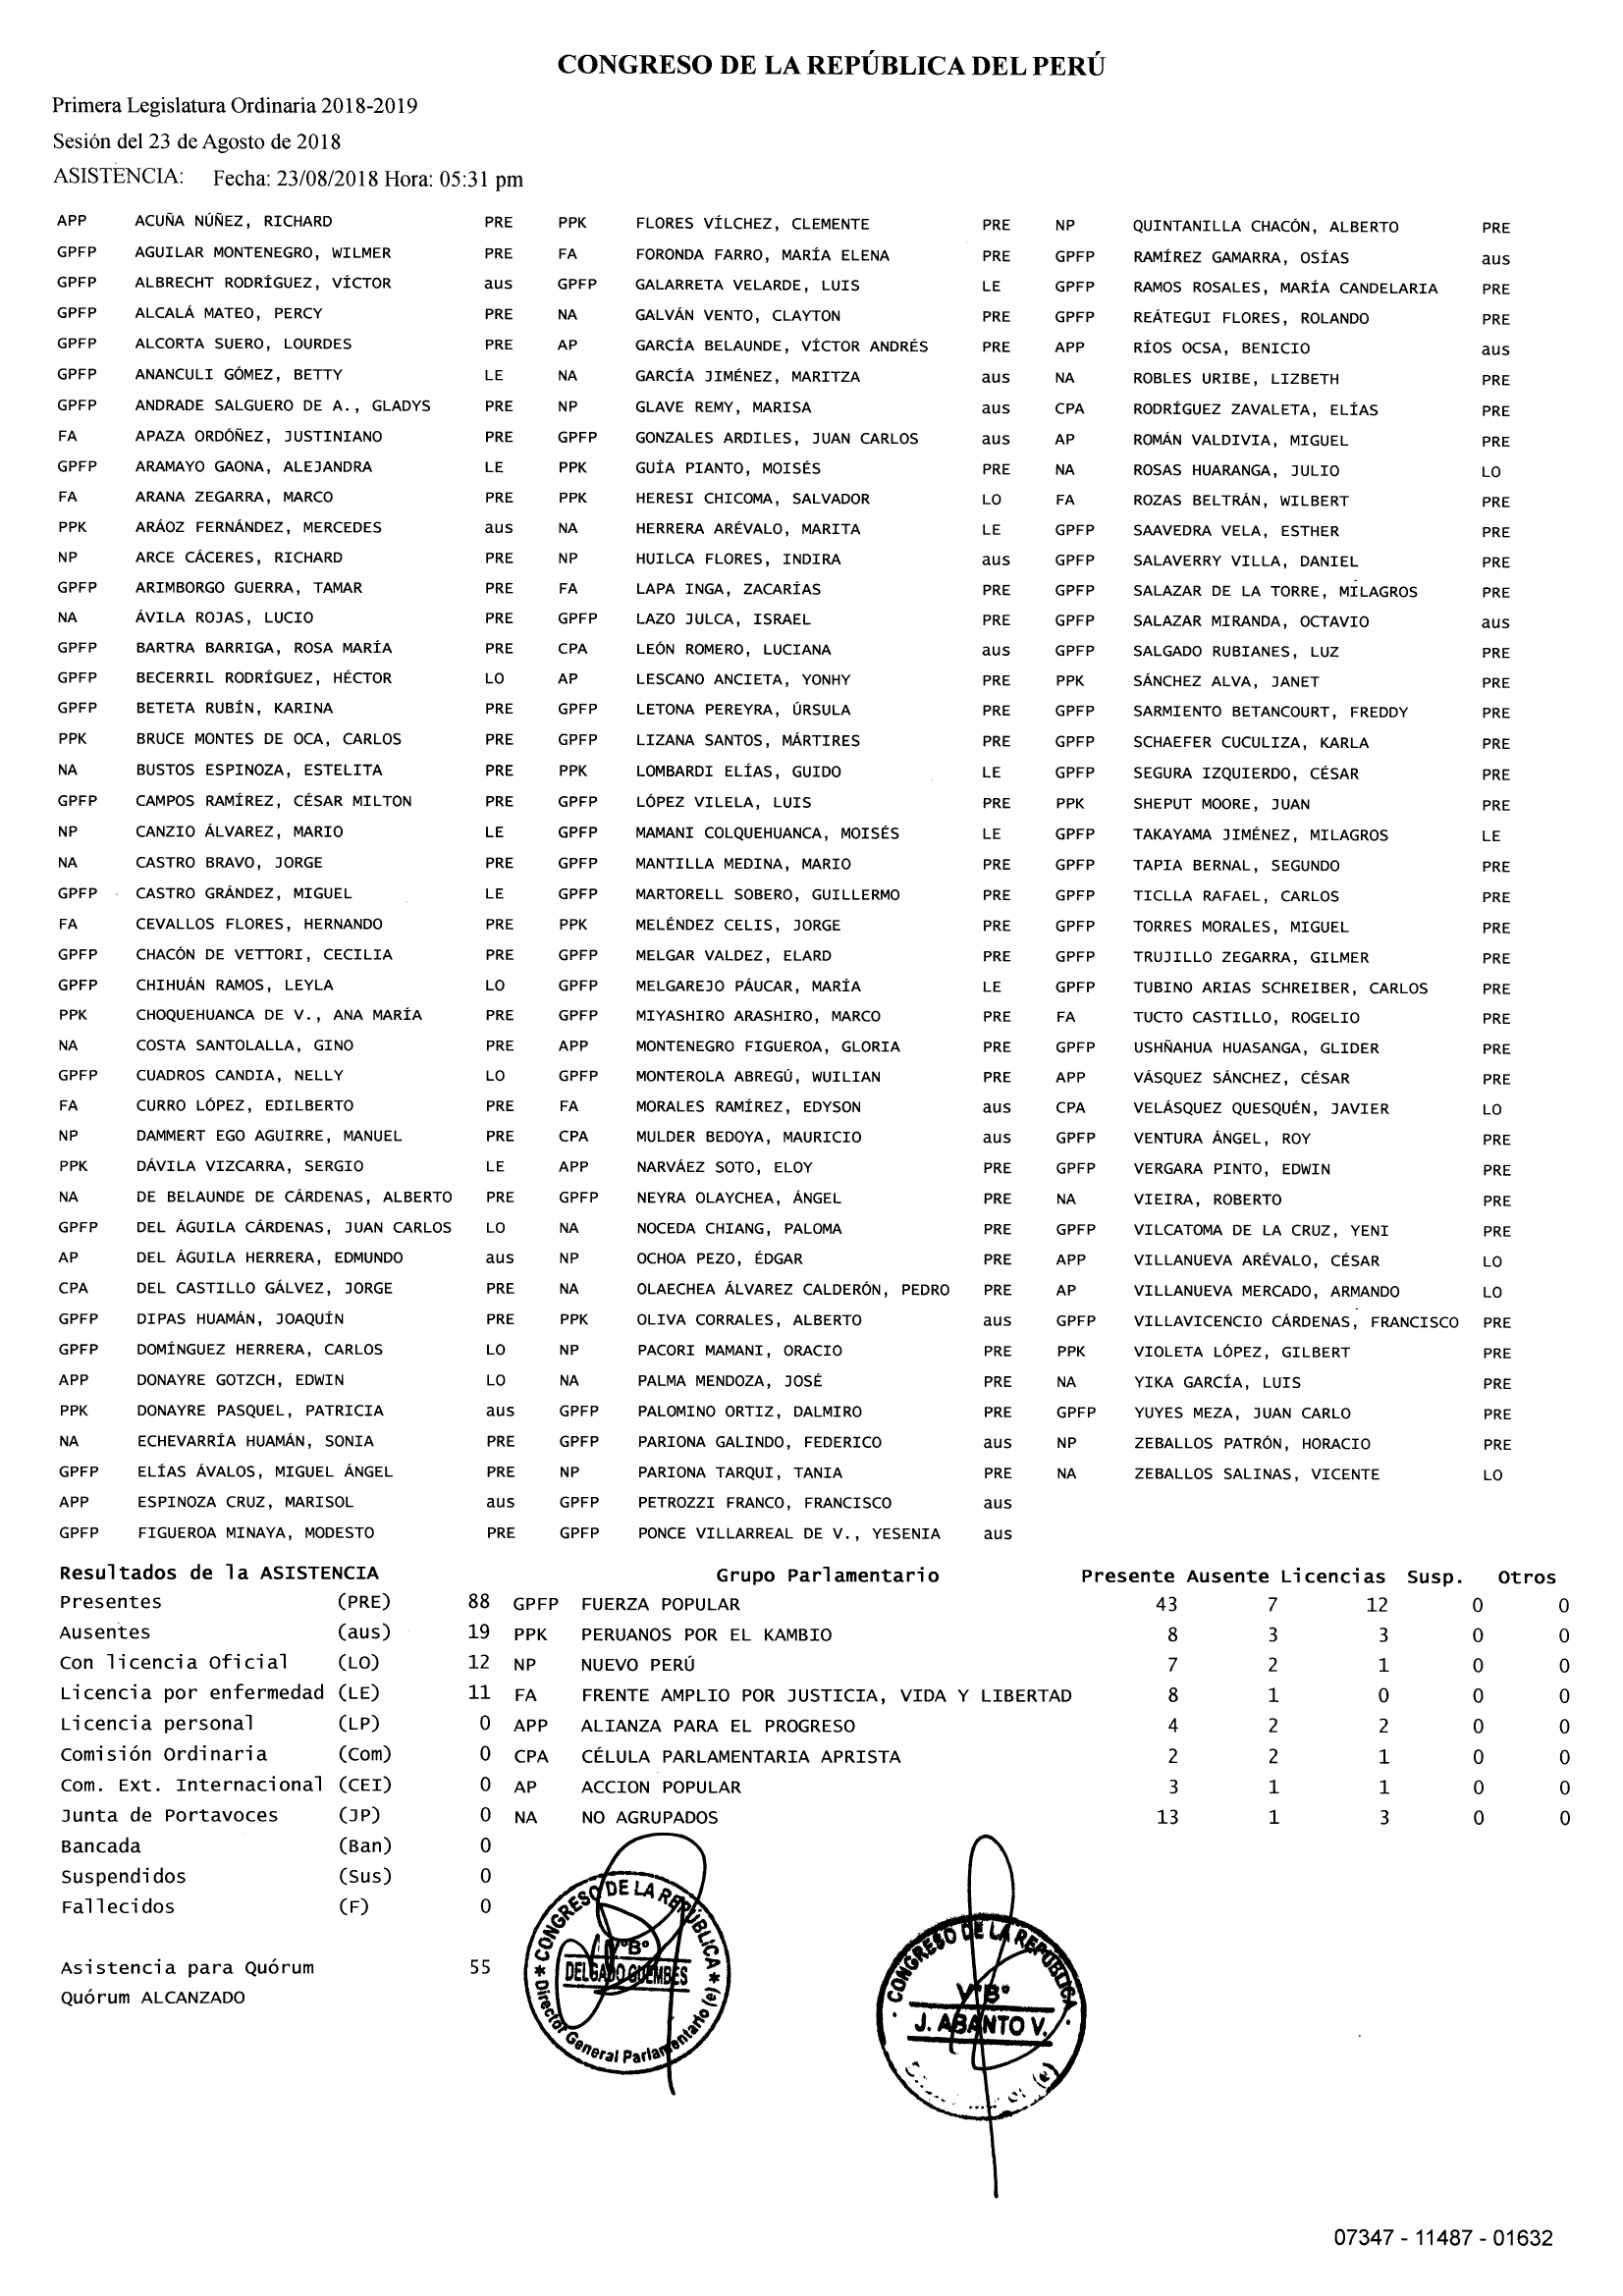 CONGRESO DE LA REPÚBLICA DEL PERÚ
Primera Legislatura Ordinaria 2018-2019
Sesión del 23 de Agosto de 2018
ASISTENCIA: Fecha: 23/08/2018 Hora: 05:31 pm
APP ACUÑA NÚÑEZ, RICHARD PRE PPK FLORES VÍLCHEZ, CLEMENTE PRE NP QUINTANILLA CHACÓN, ALBERTO PRE
GPFP AGUILAR MONTENEGRO, WILMER PRE FA FORONDA FARRO, MARÍA ELENA PRE GPFP RAMÍREZ GAMARRA, OSÍAS aus
GPFP ALBRECHT RODRÍGUEZ, VÍCTOR aus GPFP GALARRETA VELARDE, LUIS LE GPFP RAMOS ROSALES, MARÍA CANDELARIA PRE
GPFP ALCALÁ MATEO, PERCY PRE NA GALVÁN VENTO, CLAYTON PRE GPFP REÁTEGUI FLORES, ROLANDO PRE
GPFP ALCORTA SUERO, LOURDES PRE AP GARCÍA BELAUNDE, VÍCTOR ANDRÉS PRE APP RÍOS OCSA, BENICIO aus
GPFP ANANCULI GÓMEZ, BETTY LE NA GARCÍA JIMÉNEZ, MARITZA aus NA ROBLES URIBE, LIZBETH PRE
GPFP ANDRADE SALGUERO DE A., GLADYS PRE NP GLAVE REMY, MARISA aus CPA RODRÍGUEZ ZAVALETA, ELÍAS PRE
FA APAZA ORDÓÑEZ, JUSTINIANO PRE GPFP GONZALES ARDILES, JUAN CARLOS aus AP ROMÁN VALDIVIA, MIGUEL PRE
GPFP ARAMAYO GAONA, ALEJANDRA LE PPK GUÍA PIANTO, MOISÉS PRE NA ROSAS HUARANGA, JULIO LO
FA ARANA ZEGARRA, MARCO PRE PPK HERESI CHICOMA, SALVADOR LO FA ROZAS BELTRÁN, WILBERT PRE
PPK ARÁOZ FERNÁNDEZ, MERCEDES aus NA HERRERA ARÉVALO, MARITA LE GPFP SAAVEDRA VELA, ESTHER PRE
NP ARCE CÁCERES, RICHARD PRE NP HUILCA FLORES, INDIRA aus GPFP SALAVERRY VILLA, DANIEL PRE
GPFP ARIMBORGO GUERRA, TAMAR PRE FA LAPA INGA, ZACARÍAS PRE GPFP SALAZAR DE LA TORRE, MILAGROS PRE
NA ÁVILA ROJAS, LUCIO PRE GPFP LAZO JULCA, ISRAEL PRE GPFP SALAZAR MIRANDA, OCTAVIO aus
GPFP BARTRA BARRIGA, ROSA MARÍA PRE CPA LEÓN ROMERO, LUCIANA aus GPFP SALGADO RUBIANES, LUZ PRE
GPFP BECERRIL RODRÍGUEZ, HÉCTOR LO AP LESCANO ANCIETA, YONHY PRE PPK SÁNCHEZ ALVA, JANET PRE
GPFP BETETA RUBÍN, KARINA PRE GPFP LETONA PEREYRA, ÚRSULA PRE GPFP SARMIENTO BETANCOURT, FREDDY PRE
PPK BRUCE MONTES DE OCA, CARLOS PRE GPFP LIZANA SANTOS, MÁRTIRES PRE GPFP SCHAEFER CUCULIZA, KARLA PRE
NA BUSTOS ESPINOZA, ESTELITA PRE PPK LOMBARDI ELÍAS, GUIDO LE GPFP SEGURA IZQUIERDO, CÉSAR PRE
GPFP CAMPOS RAMÍREZ, CÉSAR MILTON PRE GPFP LÓPEZ VILELA, LUIS PRE PPK SHEPUT MOORE, JUAN PRE
NP CANZIO ÁLVAREZ, MARIO LE GPFP MAMANI COLQUEHUANCA, MOISÉS LE GPFP TAKAYAMA JIMÉNEZ, MILAGROS LE
NA CASTRO BRAVO, JORGE PRE GPFP MANTILLA MEDINA, MARIO PRE GPFP TAPIA BERNAL, SEGUNDO PRE
GPFP CASTRO GRÁNDEZ, MIGUEL LE GPFP MARTORELL SOBERO, GUILLERMO PRE GPFP TICLLA RAFAEL, CARLOS PRE
FA CEVALLOS FLORES, HERNANDO PRE PPK MELÉNDEZ CELIS, JORGE PRE GPFP TORRES MORALES, MIGUEL PRE
GPFP CHACÓN DE VETTORI, CECILIA PRE GPFP MELGAR VALDEZ, ELARD PRE GPFP TRUJILLO ZEGARRA, GILMER PRE
GPFP CHIHUÁN RAMOS, LEYLA LO GPFP MELGAREJO PÁUCAR, MARÍA LE GPFP TUBINO ARIAS SCHREIBER, CARLOS PRE
PPK CHOQUEHUANCA DE V., ANA MARÍA PRE GPFP MIYASHIRO ARASHIRO, MARCO PRE FA TUCTO CASTILLO, ROGELIO PRE
NA COSTA SANTOLALLA, GINO PRE APP MONTENEGRO FIGUEROA, GLORIA PRE GPFP USHÑAHUA HUASANGA, GLIDER PRE
GPFP CUADROS CANDIA, NELLY LO GPFP MONTEROLA ABREGÚ, WUILIAN PRE APP VÁSQUEZ SÁNCHEZ, CÉSAR PRE
FA CURRO LÓPEZ, EDILBERTO PRE FA MORALES RAMÍREZ, EDYSON aus CPA VELÁSQUEZ QUESQUÉN, JAVIER LO
NP DAMMERT EGO AGUIRRE, MANUEL PRE CPA MULDER BEDOYA, MAURICIO aus GPFP VENTURA ÁNGEL, ROY PRE
PPK DÁVILA VIZCARRA, SERGIO LE APP NARVÁEZ SOTO, ELOY PRE GPFP VERGARA PINTO, EDWIN PRE
NA DE BELAUNDE DE CÁRDENAS, ALBERTO PRE GPFP NEYRA OLAYCHEA, ÁNGEL PRE NA VIEIRA, ROBERTO PRE
GPFP DEL ÁGUILA CÁRDENAS, JUAN CARLOS LO NA NOCEDA CHIANG, PALOMA PRE GPFP VILCATOMA DE LA CRUZ, YENI PRE
AP DEL ÁGUILA HERRERA, EDMUNDO aus NP OCHOA PEZO, ÉDGAR PRE APP VILLANUEVA ARÉVALO, CÉSAR LO
CPA DEL CASTILLO GÁLVEZ, JORGE PRE NA OLAECHEA ÁLVAREZ CALDERÓN, PEDRO PRE AP VILLANUEVA MERCADO, ARMANDO LO
GPFP DIPAS HUAMÁN, JOAQUÍN PRE PPK OLIVA CORRALES, ALBERTO aus GPFP VILLAVICENCIO CÁRDENAS, FRANCISCO PRE
GPFP DOMÍNGUEZ HERRERA, CARLOS LO NP PACORI MAMANI, ORACIO PRE PPK VIOLETA LÓPEZ, GILBERT PRE
APP DONAYRE GOTZCH, EDWIN LO NA PALMA MENDOZA, JOSÉ PRE NA YIKA GARCÍA, LUIS PRE
PPK DONAYRE PASQUEL, PATRICIA aus GPFP PALOMINO ORTIZ, DALMIRO PRE GPFP YUYES MEZA, JUAN CARLO PRE
NA ECHEVARRÍA HUAMÁN, SONIA PRE GPFP PARIONA GALINDO, FEDERICO aus NP ZEBALLOS PATRÓN, HORACIO PRE
GPFP ELÍAS ÁVALOS, MIGUEL ÁNGEL PRE NP PARIONA TARQUI, TANIA PRE NA ZEBALLOS SALINAS, VICENTE LO
APP ESPINOZA CRUZ, MARISOL aus GPFP PETROZZI FRANCO, FRANCISCO aus
GPFP FIGUEROA MINAYA, MODESTO PRE GPFP PONCE VILLARREAL DE V., YESENIA aus
Resultados de la ASISTENCIA Grupo Parlamentario Presente Ausente Licencias Susp. Otros
Presentes (PRE) 88 GPFP FUERZA POPULAR 43 7 12 0 0
Ausentes (aus) 19 PPK PERUANOS POR EL KAMBIO 8 3 3 0 0
Con licencia Oficial (LO) 12 NP NUEVO PERÚ 7 2 1 0 0
Licencia por enfermedad (LE) 11 FA FRENTE AMPLIO POR JUSTICIA, VIDA Y LIBERTAD 8 1 0 0 0
Licencia personal (LP) 0 APP ALIANZA PARA EL PROGRESO 4 2 2 0 0
Comisión Ordinaria (Com) 0 CPA CÉLULA PARLAMENTARIA APRISTA 2 2 1 0 0
Com. Ext. Internacional (CEI) 0 AP ACCION POPULAR 3 1 1 0 0
Junta de Portavoces (JP) 0 NA NO AGRUPADOS 13 1 3 0 0
Bancada (Ban) 0
Suspendidos (Sus) 0
Fallecidos (F) 0
Asistencia para Quórum 55
Quórum ALCANZADO
CONGRESO DE LA REPÚBLICA
V°B°
DELGADO GUEMBES
Director General Parlamentario (e)
CONGRESO DE LA REPÚBLICA
V°B°
J. ABANTO V.
(e)
07347 - 11487 - 01632